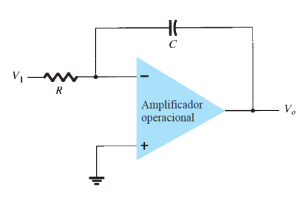 C
V₁
R
−
Amplificador
operacional
+
Vₒ